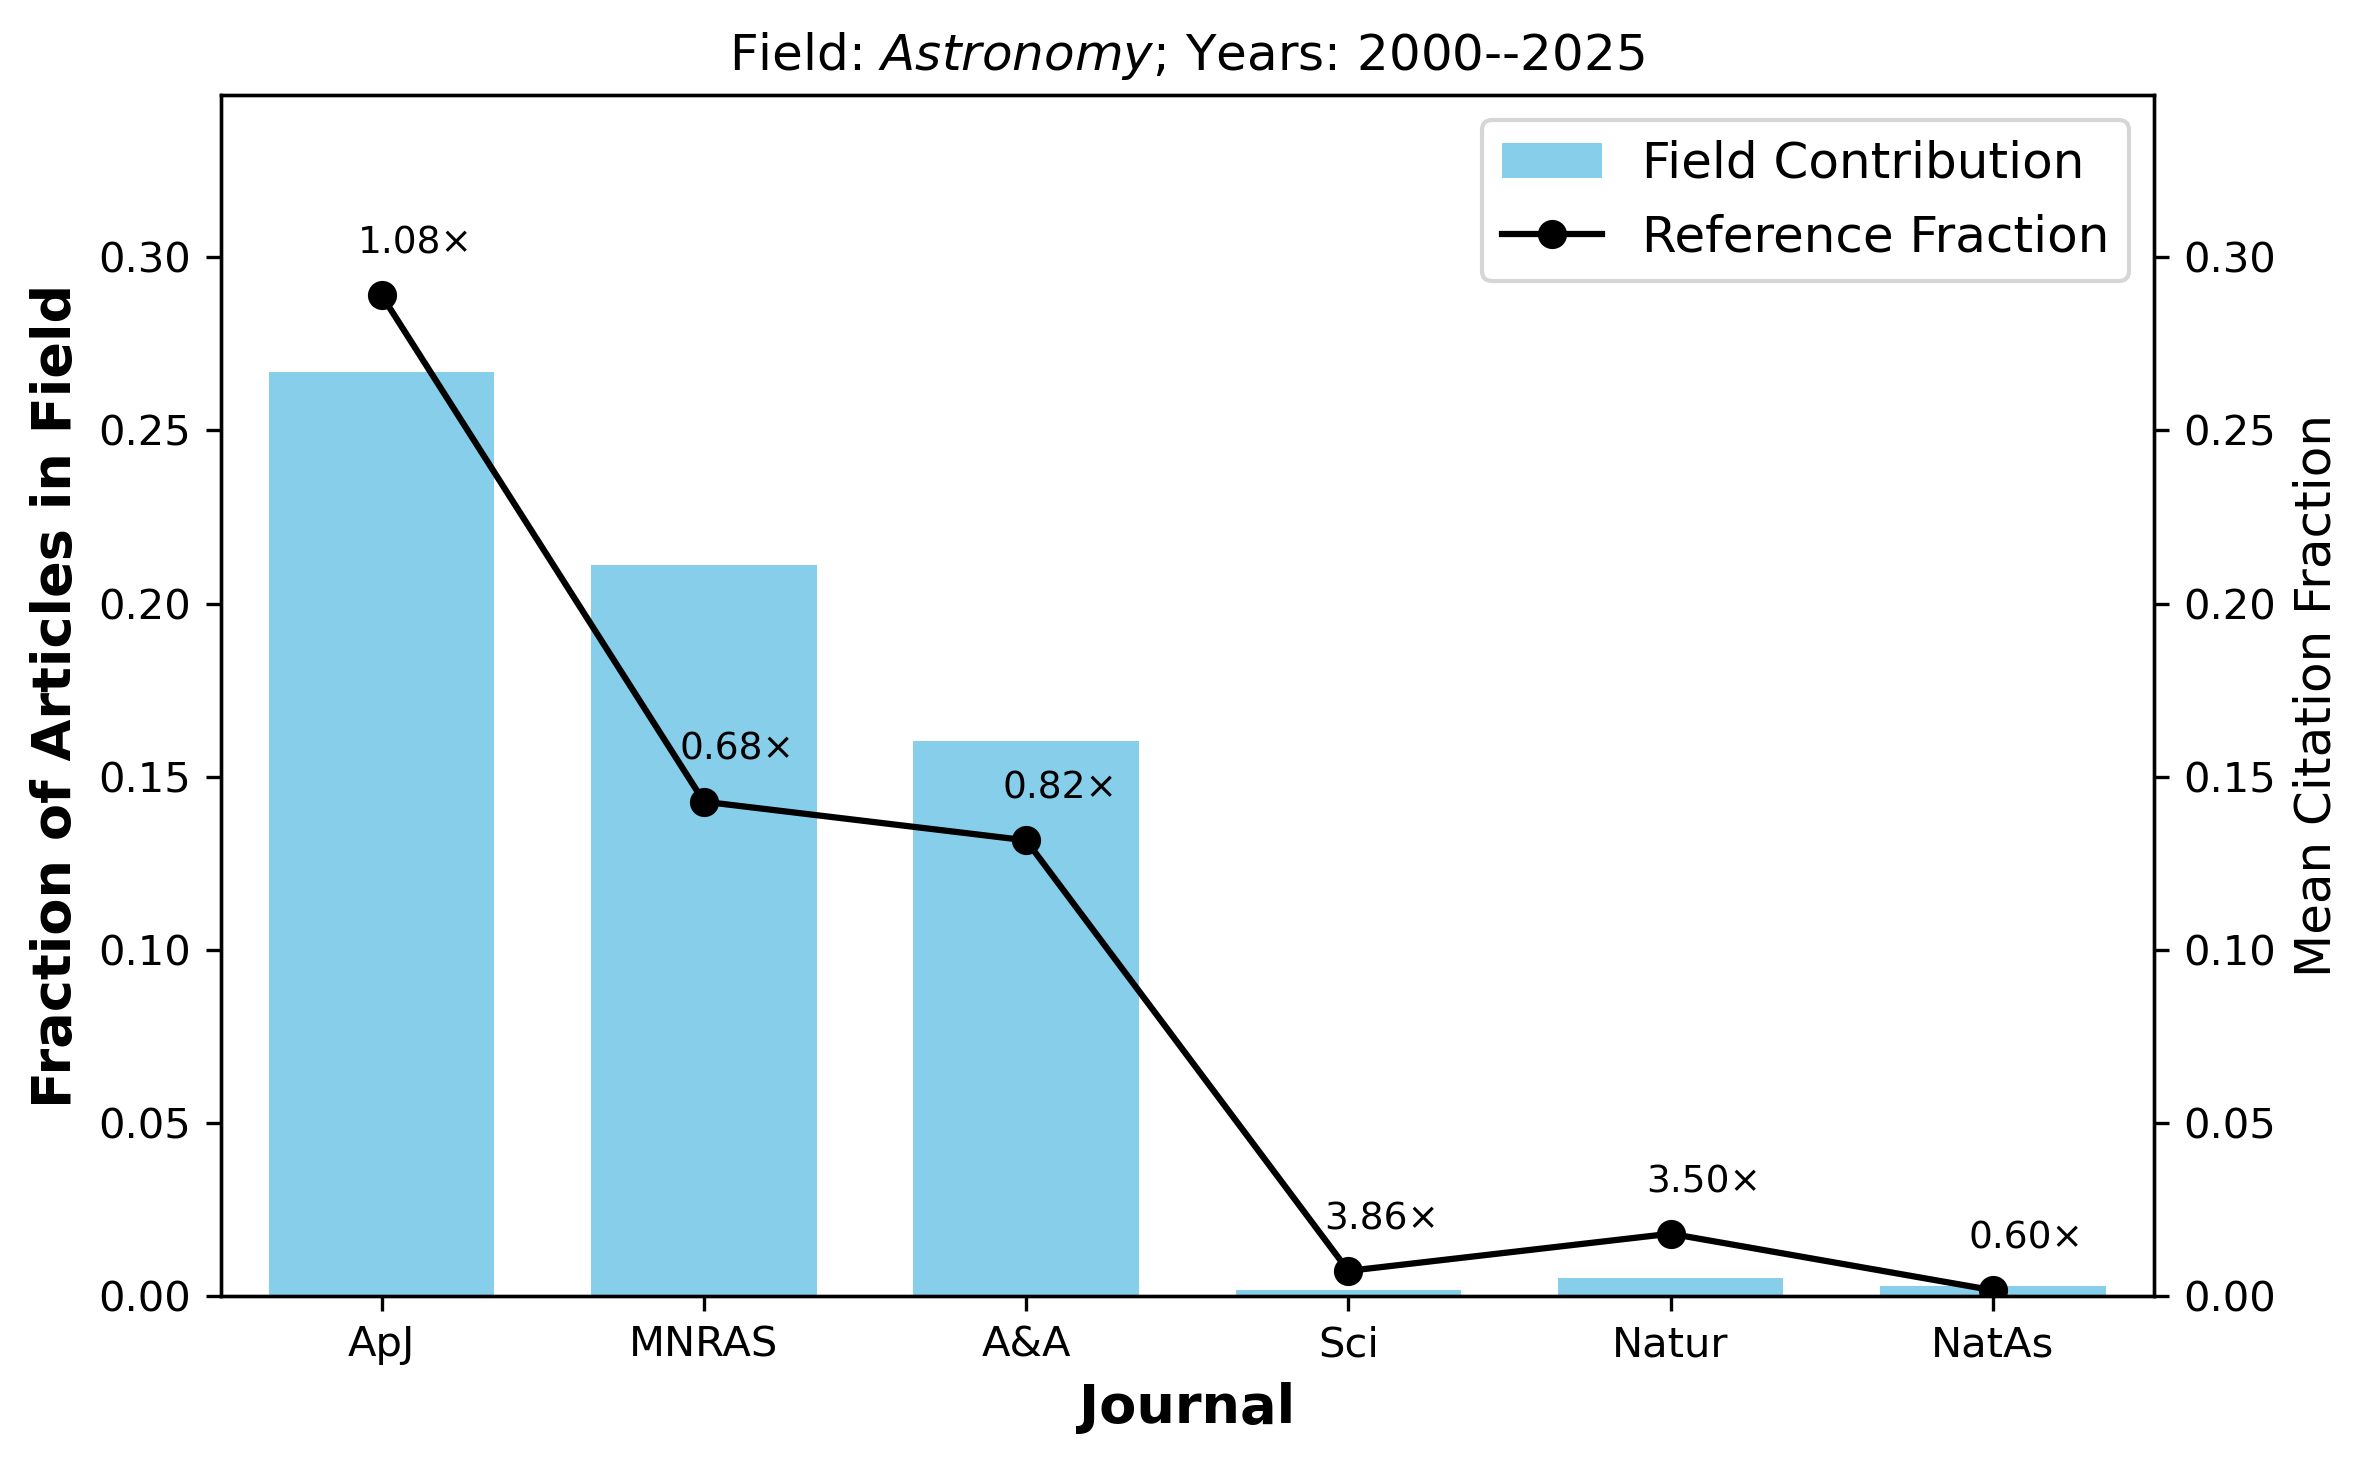 Field: Astronomy; Years: 2000--2025
Field Contribution
Reference Fraction
Fraction of Articles in Field
0.30
0.25
0.20
0.15
0.10
0.05
0.00
1.08×
0.68×
0.82×
3.86×
3.50×
0.60×
0.30
0.25
0.20
0.15
0.10
0.05
0.00
Mean Citation Fraction
ApJ
MNRAS
A&A
Sci
Natur
NatAs
Journal